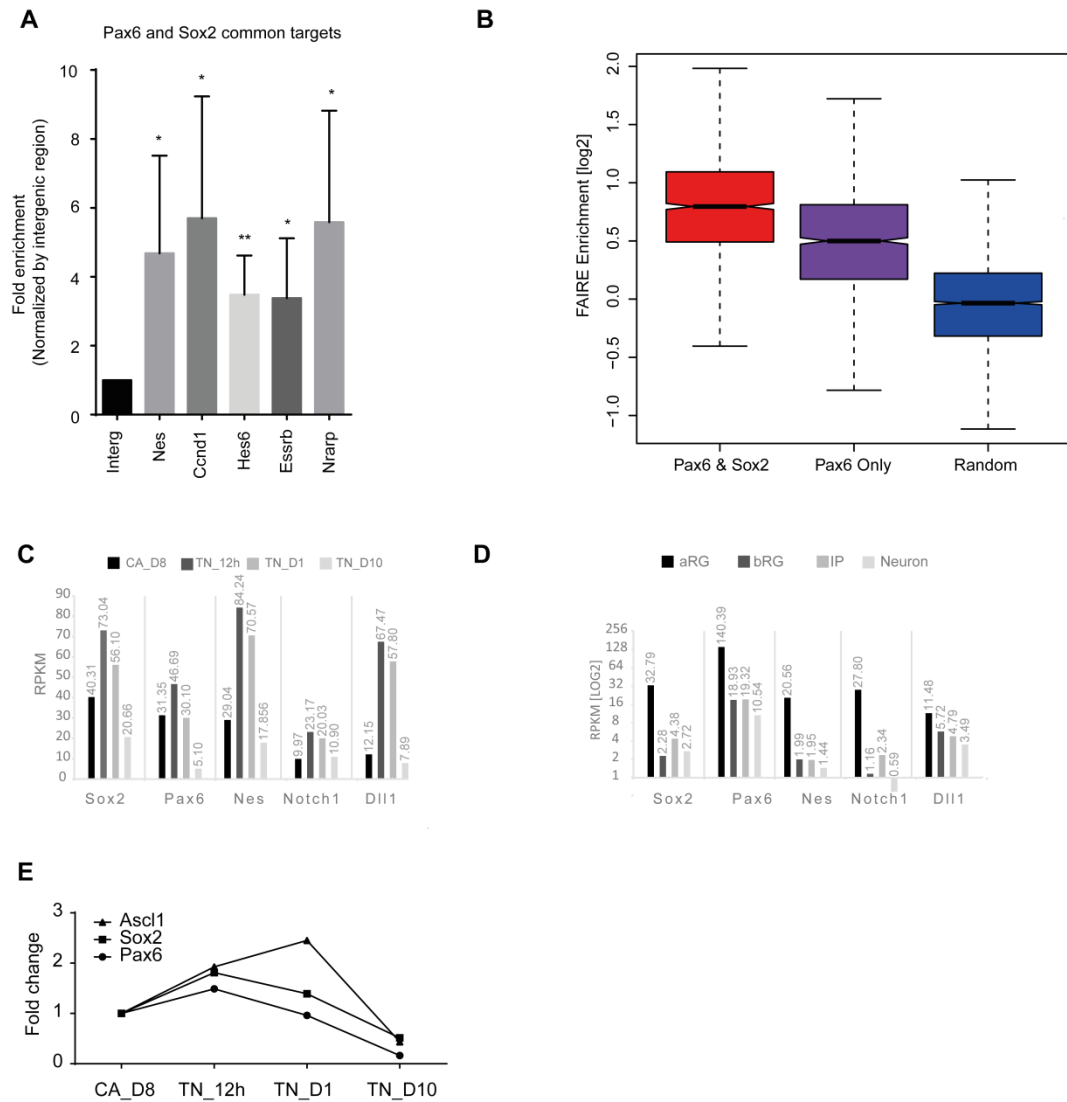 A
Pax6 and Sox2 common targets
Fold enrichment
(Normalized by intergenic region)
10
8
6
4
2
0
*
*
**
*
*
Interg
Nes
Ccnd1
Hes6
Essrb
Nrarp
B
FAIRE Enrichment [log2]
2.0
1.5
1.0
0.5
0.0
−0.5
−1.0
Pax6 & Sox2
Pax6 Only
Random
C
CA_D8
TN_12h
TN_D1
TN_D10
RPKM
90
80
70
60
50
40
30
20
10
0
40.31
73.04
56.10
20.66
31.35
46.69
30.10
5.10
29.04
84.24
70.57
17.856
9.97
23.17
20.03
10.90
12.15
67.47
57.80
7.89
Sox2
Pax6
Nes
Notch1
Dll1
D
aRG
bRG
IP
Neuron
RPKM [LOG2]
256
128
64
32
16
8
4
2
1
32.79
2.28
4.38
2.72
140.39
18.93
19.32
10.54
20.56
1.99
1.95
1.44
27.80
1.16
2.34
0.59
11.48
5.72
4.79
3.49
Sox2
Pax6
Nes
Notch1
Dll1
E
Fold change
3
2
1
0
Ascl1
Sox2
Pax6
CA_D8
TN_12h
TN_D1
TN_D10